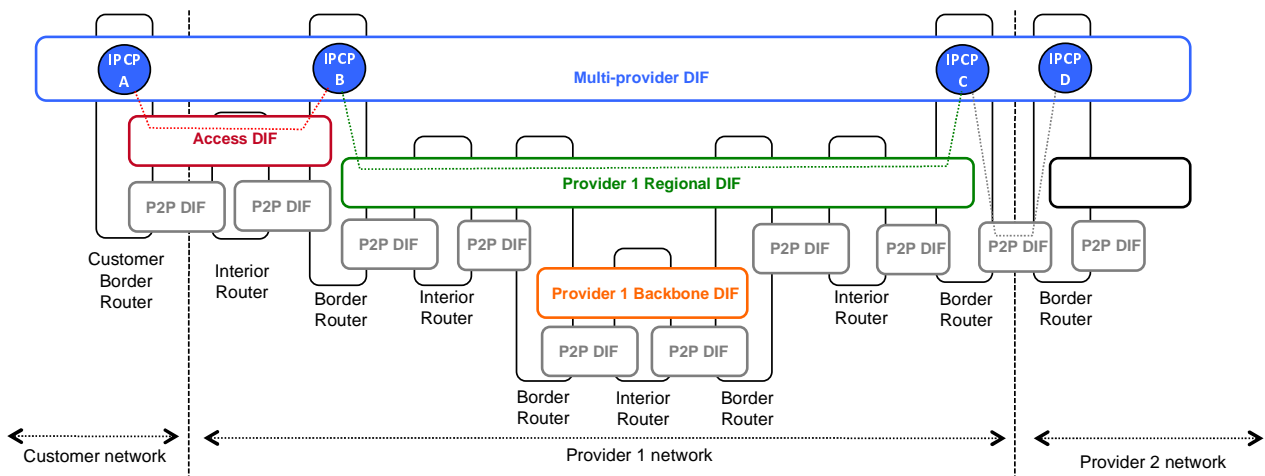 IPCP
A
IPCP
B
IPCP
C
IPCP
D
Multi-provider DIF
Access DIF
Provider 1 Regional DIF
P2P DIF
P2P DIF
P2P DIF
P2P DIF
P2P DIF
P2P DIF
P2P DIF
P2P DIF
Customer
Border
Router
Interior
Router
Border
Router
Interior
Router
Provider 1 Backbone DIF
Interior
Router
Border
Router
Border
Router
P2P DIF
P2P DIF
Border
Router
Interior
Router
Border
Router
Customer network
Provider 1 network
Provider 2 network